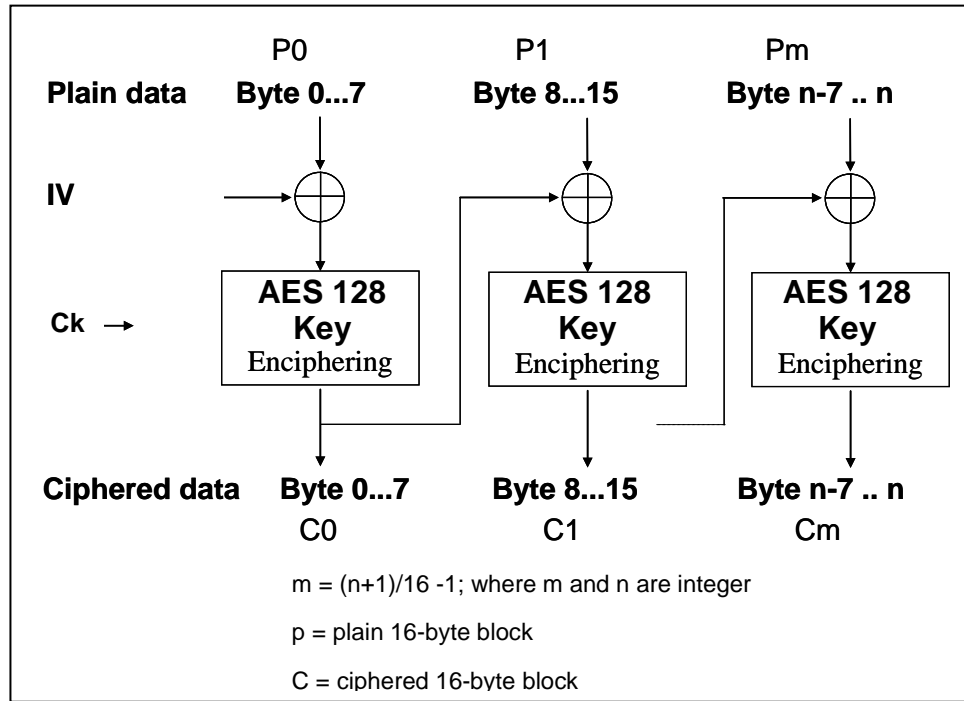 P0 P1 Pm
Plain data Byte 0...7 Byte 8...15 Byte n-7 .. n
IV
AES 128 AES 128 AES 128
Ck Key Key Key
Enciphering Enciphering Enciphering
Ciphered data Byte 0...7 Byte 8...15 Byte n-7 .. n
C0 C1 Cm
m = (n+1)/16 -1; where m and n are integer
p = plain 16-byte block
C = ciphered 16-byte block